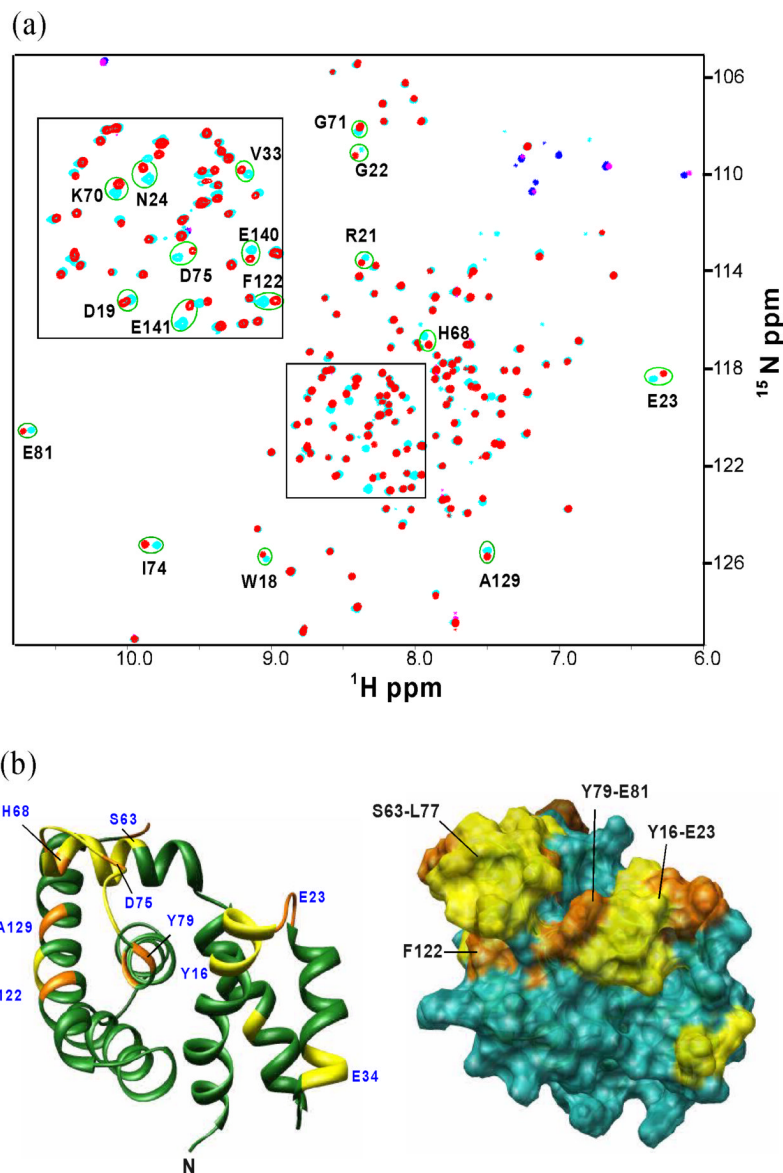 (a)
106
G71
V33
G22
110
K70
N24
R21
E140
114
D75
F122
D19
H68
E141
118
E23
E81
122
I74
W18
A129
126
10.0
9.0
8.0
7.0
6.0
¹H ppm
¹⁵N ppm
(b)
H68
S63
Y79-E81
S63-L77
Y16-E23
D75
E23
A129
Y79
F122
Y16
122
E34
N